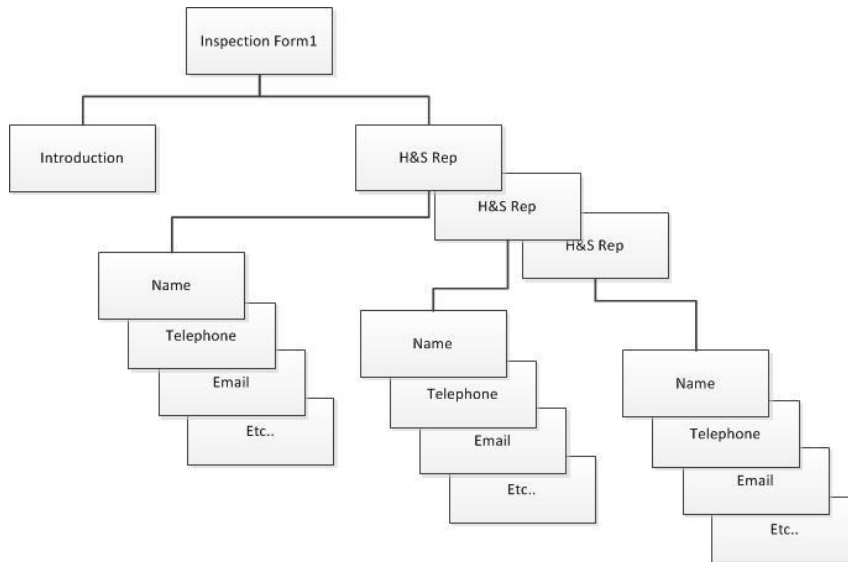 Inspection Form1
Introduction
H&S Rep
H&S Rep
H&S Rep
Name
Telephone
Email
Etc..
Name
Telephone
Email
Etc..
Name
Telephone
Email
Etc..